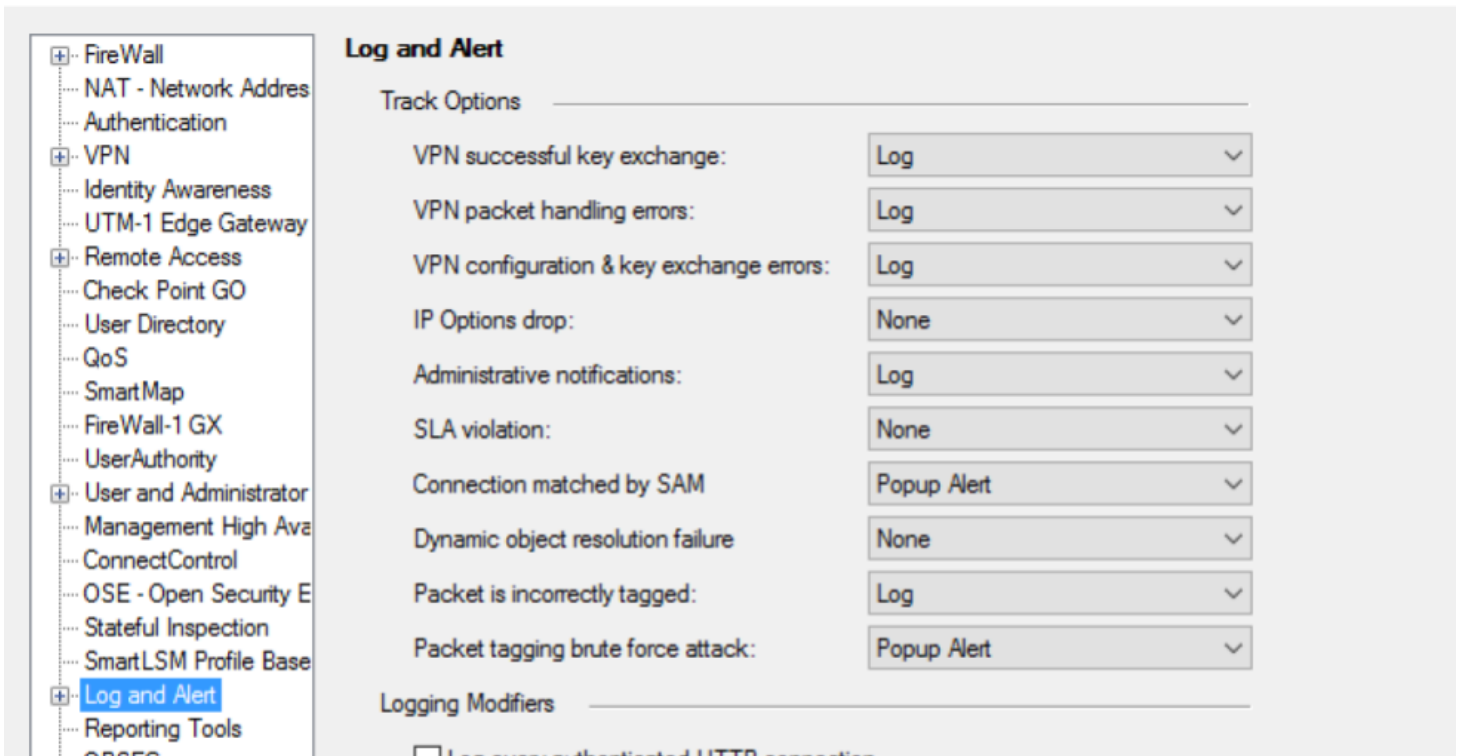 FireWall
NAT - Network Addres
Authentication
VPN
Identity Awareness
UTM-1 Edge Gateway
Remote Access
Check Point GO
User Directory
QoS
SmartMap
FireWall-1 GX
UserAuthority
User and Administrator
Management High Ava
ConnectControl
OSE - Open Security E
Stateful Inspection
SmartLSM Profile Base
Log and Alert
Reporting Tools
Log and Alert
Track Options
VPN successful key exchange: Log
VPN packet handling errors: Log
VPN configuration & key exchange errors: Log
IP Options drop: None
Administrative notifications: Log
SLA violation: None
Connection matched by SAM Popup Alert
Dynamic object resolution failure None
Packet is incorrectly tagged: Log
Packet tagging brute force attack: Popup Alert
Logging Modifiers
Log every authenticated HTTP connection